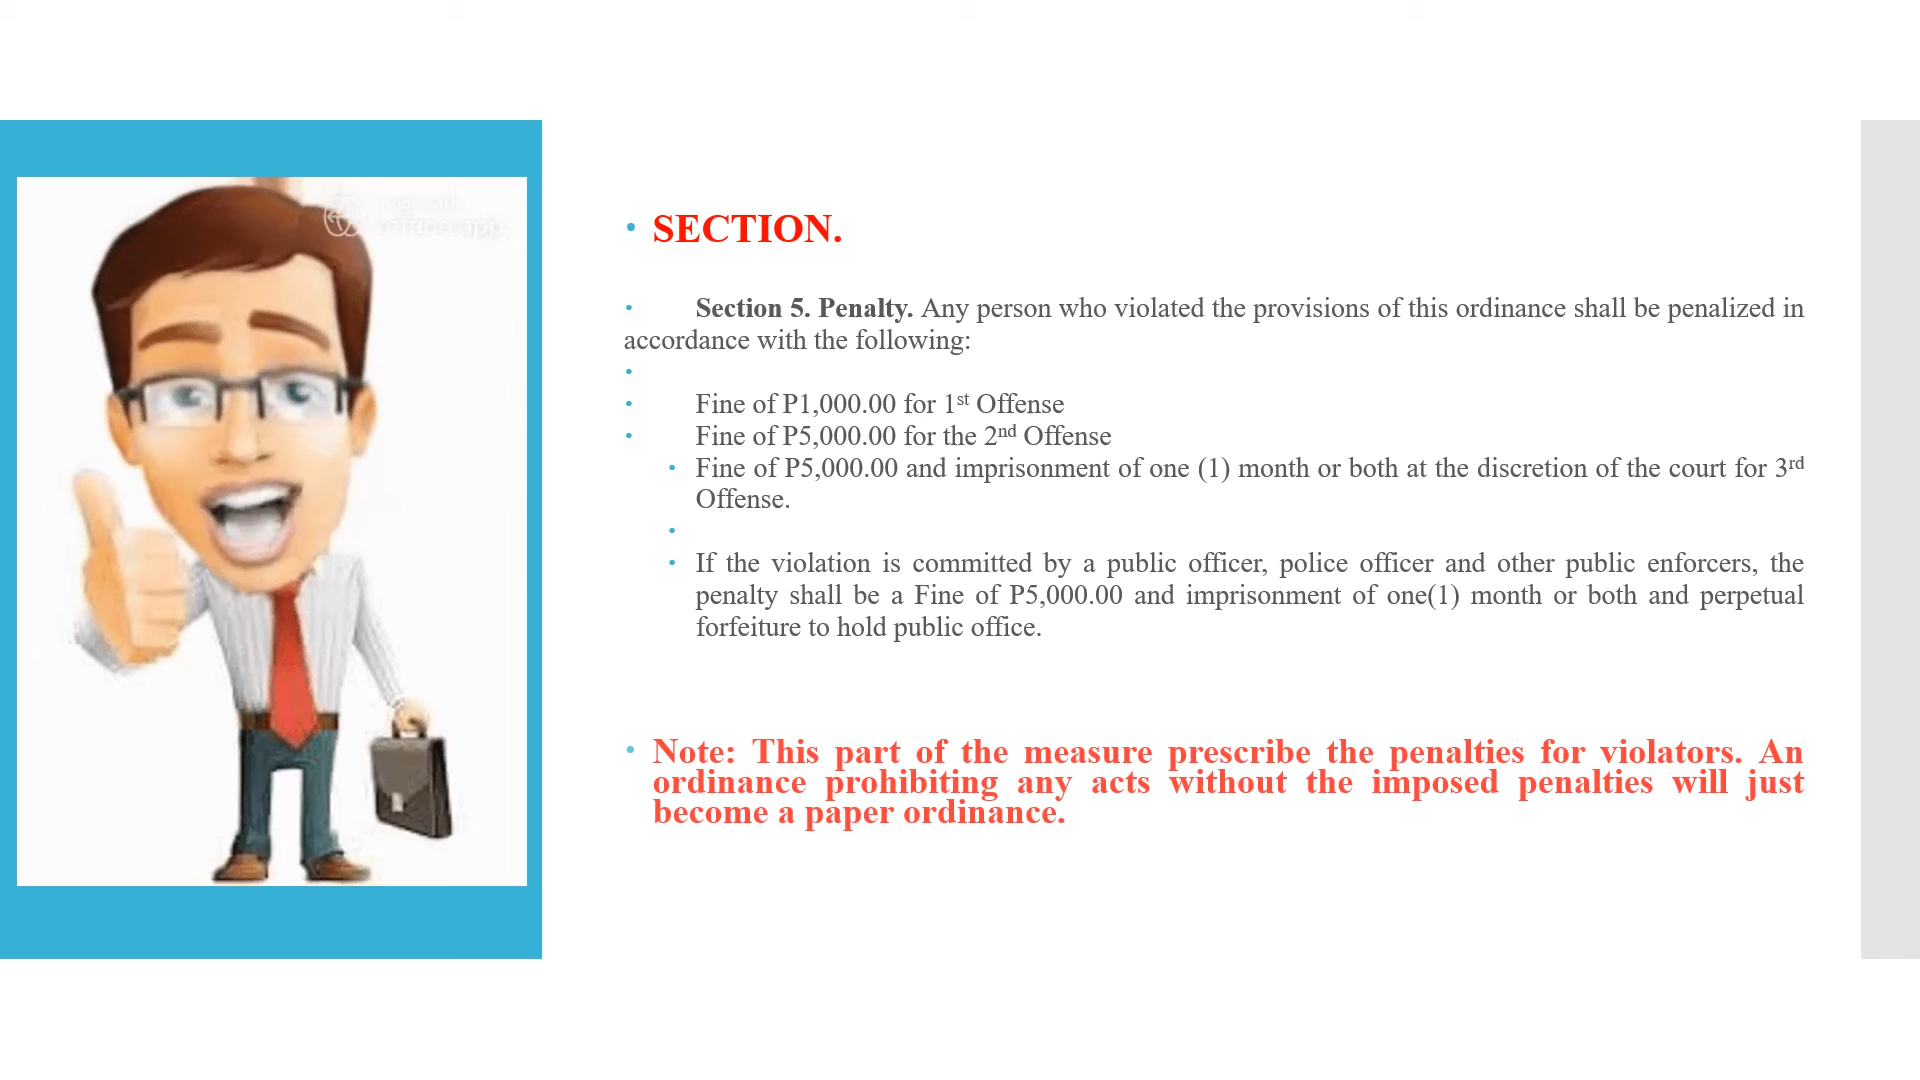 reface.app
SECTION.
Section 5. Penalty. Any person who violated the provisions of this ordinance shall be penalized in
accordance with the following:
Fine of P1,000.00 for 1st Offense
Fine of P5,000.00 for the 2nd Offense
Fine of P5,000.00 and imprisonment of one (1) month or both at the discretion of the court for 3rd
Offense.
If the violation is committed by a public officer, police officer and other public enforcers, the
penalty shall be a Fine of P5,000.00 and imprisonment of one(1) month or both and perpetual
forfeiture to hold public office.
Note: This part of the measure prescribe the penalties for violators. An
ordinance prohibiting any acts without the imposed penalties will just
become a paper ordinance.